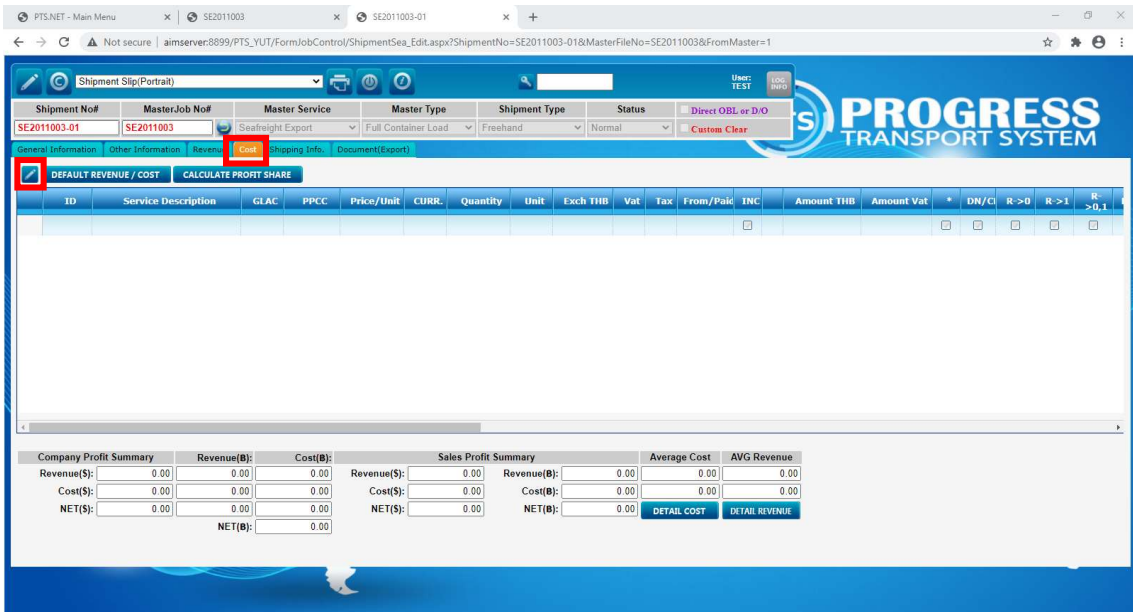 PTS.NET - Main Menu
SE2011003
SE2011003-01
Not secure | aimserver:8899/PTS_YUT/FormJobControl/ShipmentSea_Edit.aspx?ShipmentNo=SE2011003-01&MasterFileNo=SE2011003&FromMaster=1
Shipment Slip(Portrait)
User:
TEST
LOG
INFO
Shipment No# MasterJob No# Master Service Master Type Shipment Type Status Direct OBL or D/O
SE2011003-01 SE2011003 Seafreight Export Full Container Load Freehand Normal Custom Clear
PROGRESS
TRANSPORT SYSTEM
General Information Other Information Revenue Cost Shipping Info. Document(Export)
DEFAULT REVENUE / COST CALCULATE PROFIT SHARE
ID Service Description GLAC PPCC Price/Unit CURR. Quantity Unit Exch THB Vat Tax From/Paid INC Amount THB Amount Vat * DN/Cl R->0 R->1 R->0,1
Company Profit Summary Revenue(B): Cost(B): Sales Profit Summary Average Cost AVG Revenue
Revenue($): 0.00 0.00 0.00 Revenue($): 0.00 Revenue(B): 0.00 0.00 0.00
Cost($): 0.00 0.00 0.00 Cost($): 0.00 Cost(B): 0.00 0.00 0.00
NET($): 0.00 0.00 0.00 NET($): 0.00 NET(B): 0.00 DETAIL COST DETAIL REVENUE
NET(B): 0.00